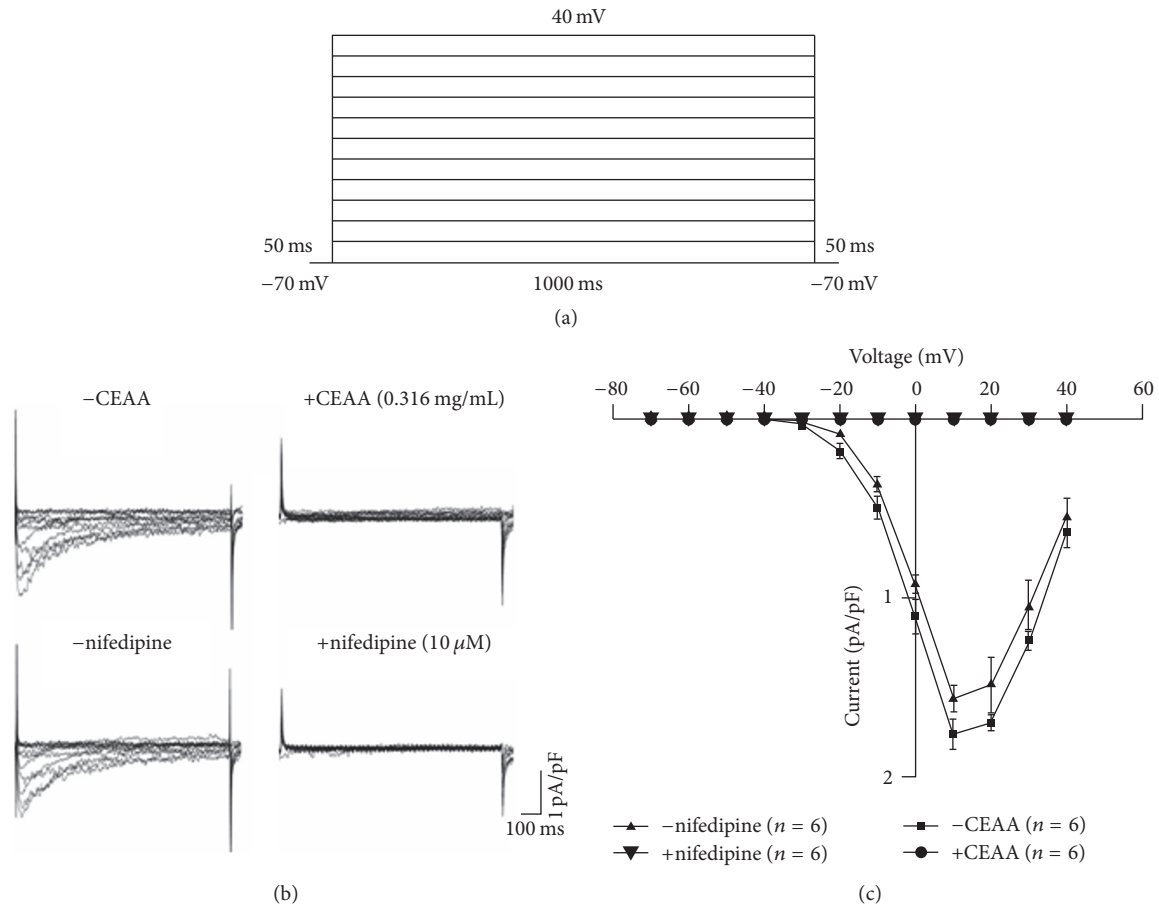 40 mV
50 ms
50 ms
−70 mV
1000 ms
−70 mV
(a)
−CEAA
+CEAA (0.316 mg/mL)
−nifedipine
+nifedipine (10 μM)
1 pA/pF
100 ms
(b)
Voltage (mV)
−80 −60 −40 −20 0 20 40 60
Current (pA/pF)
1
2
−nifedipine (n = 6)
+nifedipine (n = 6)
−CEAA (n = 6)
+CEAA (n = 6)
(c)